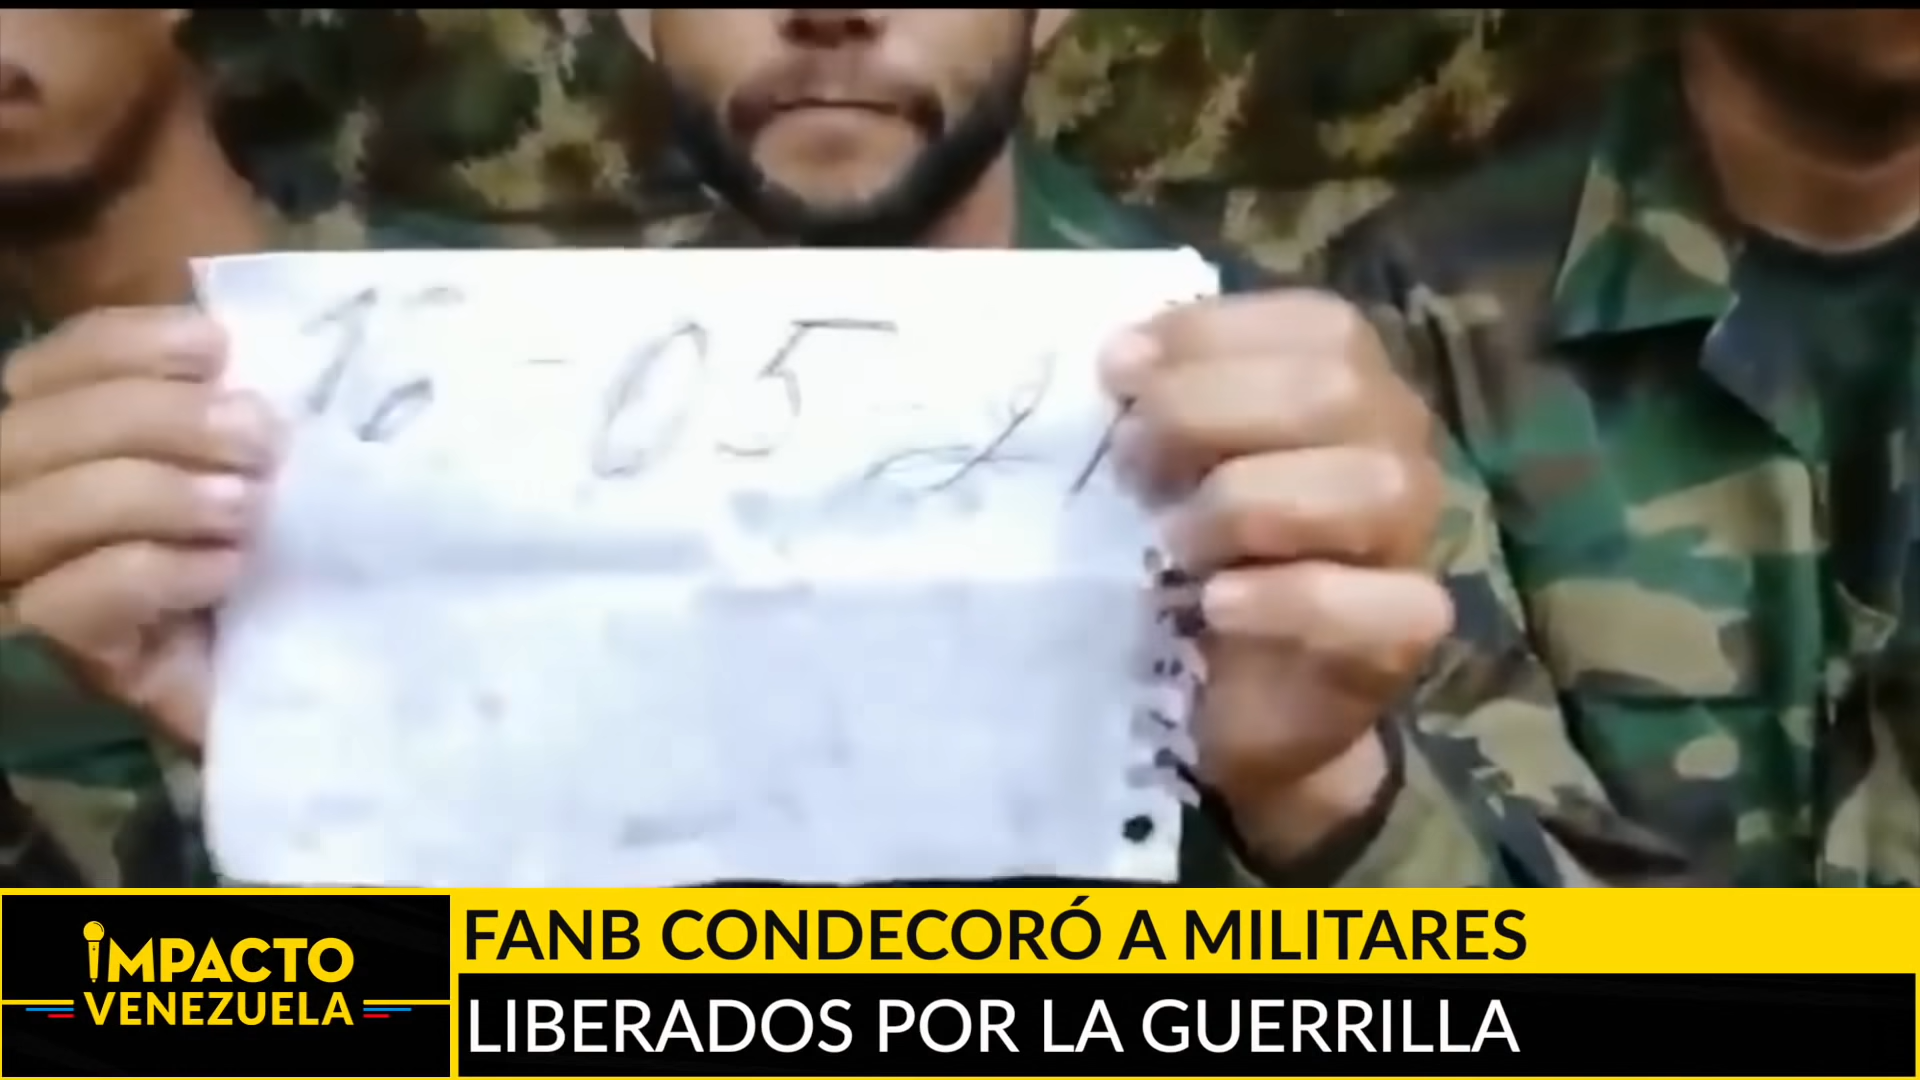 16-05-21
IMPACTO
VENEZUELA
FANB CONDECORÓ A MILITARES
LIBERADOS POR LA GUERRILLA